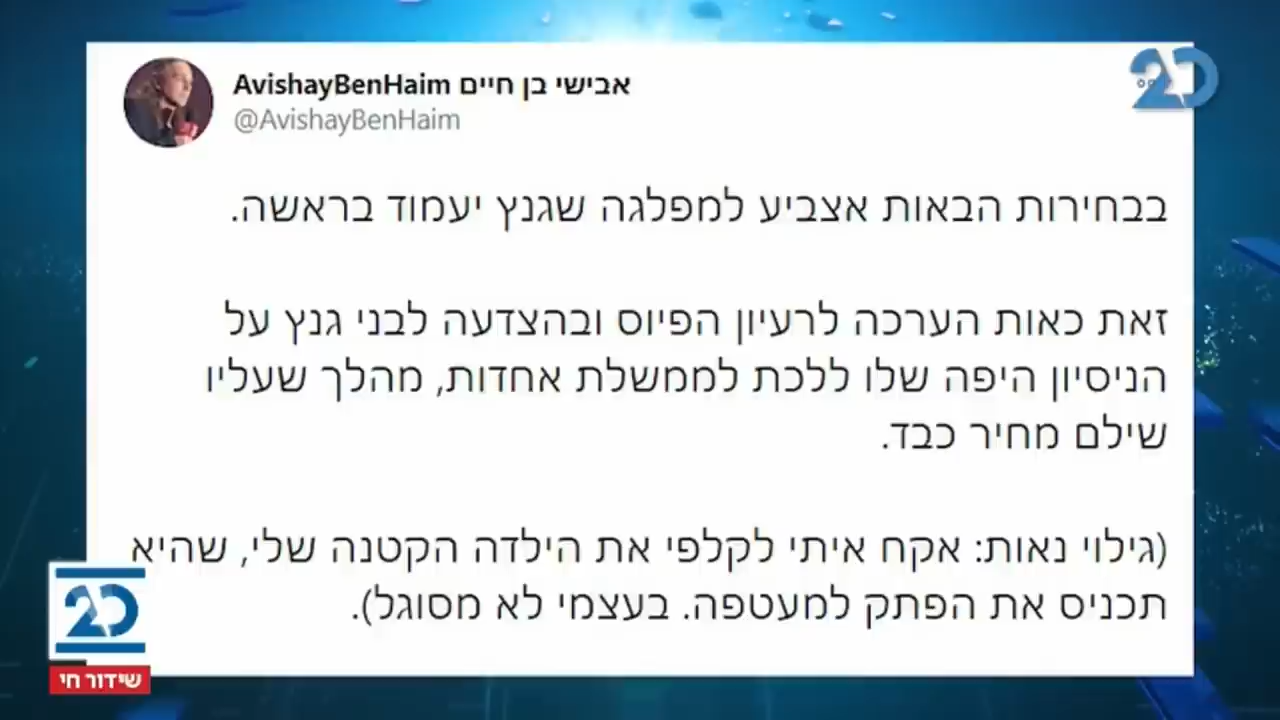 אבישי בן חיים AvishayBenHaim
@AvishayBenHaim
20
בבחירות הבאות אצביע למפלגה שגנץ יעמוד בראשה.
זאת כאות הערכה לרעיון הפיוס ובהצדעה לבני גנץ על
הניסיון היפה שלו ללכת לממשלת אחדות, מהלך שעליו
שילם מחיר כבד.
(גילוי נאות: אקח איתי לקלפי את הילדה הקטנה שלי, שהיא
תכניס את הפתק למעטפה. בעצמי לא מסוגל).
20
שידור חי